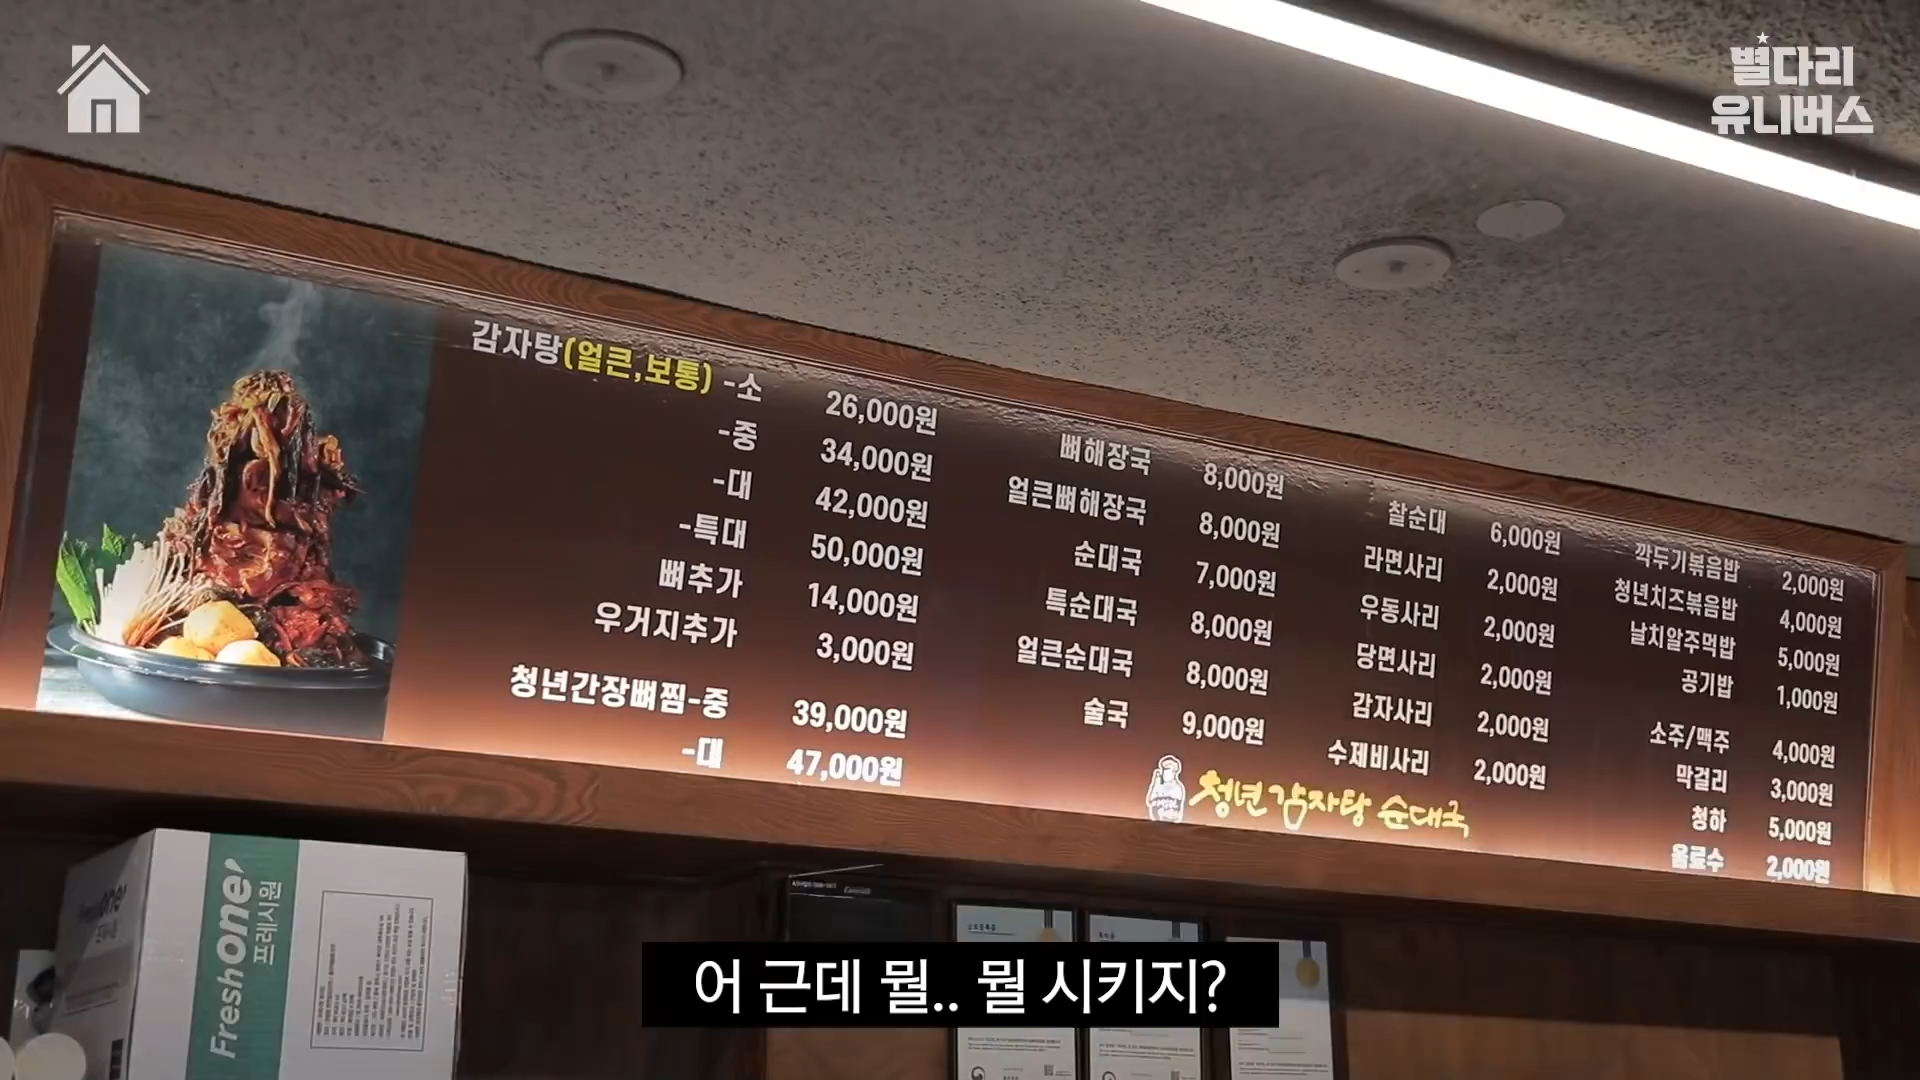 별다리
유니버스
감자탕(얼큰,보통) -소 26,000원
-중 34,000원
-대 42,000원
-특대 50,000원
뼈추가 14,000원
우거지추가 3,000원
청년간장뼈찜-중 39,000원
-대 47,000원
뼈해장국 8,000원
얼큰뼈해장국 8,000원
순대국 7,000원
특순대국 8,000원
얼큰순대국 8,000원
술국 9,000원
찰순대 6,000원
라면사리 2,000원
우동사리 2,000원
당면사리 2,000원
감자사리 2,000원
수제비사리 2,000원
깍두기볶음밥 2,000원
청년치즈볶음밥 4,000원
날치알주먹밥 5,000원
공기밥 1,000원
소주/맥주 4,000원
막걸리 3,000원
청하 5,000원
음료수 2,000원
청년감자탕 순대국
Freshone
프레시원
어 근데 뭘.. 뭘 시키지?